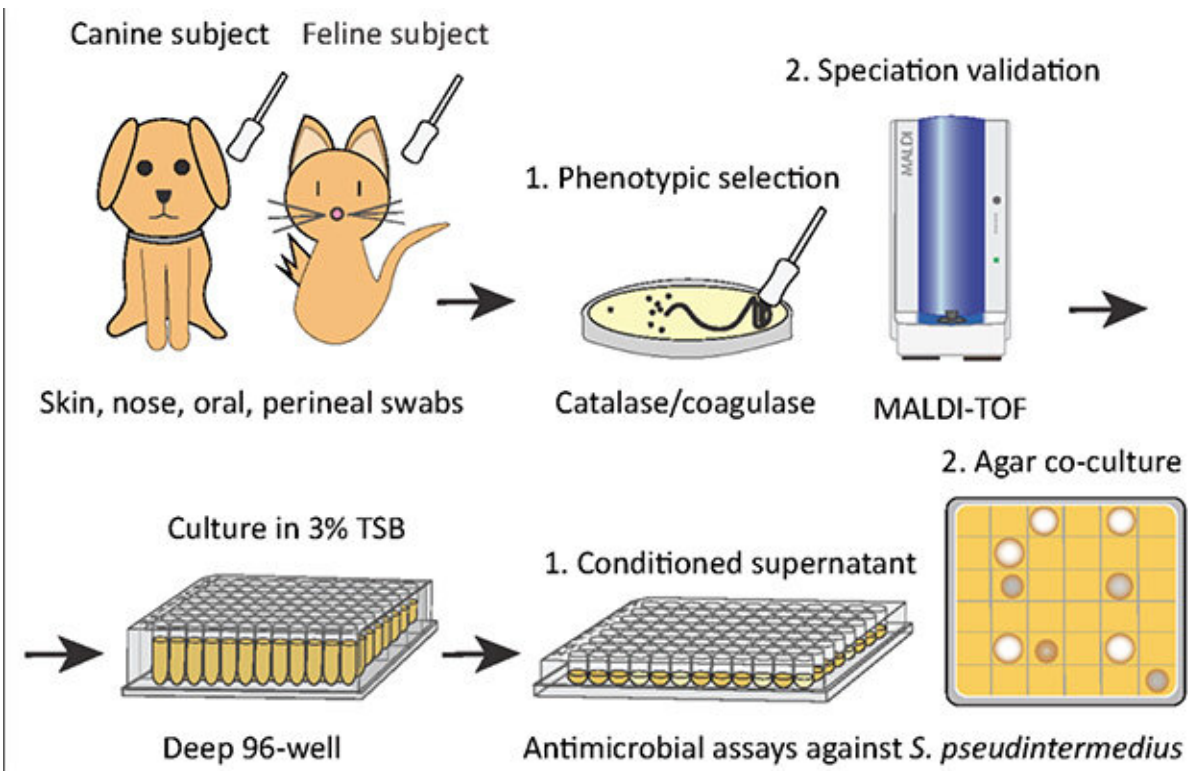 Canine subject
Feline subject
2. Speciation validation
MALDI
1. Phenotypic selection
Skin, nose, oral, perineal swabs
Catalase/coagulase
MALDI-TOF
2. Agar co-culture
Culture in 3% TSB
1. Conditioned supernatant
Deep 96-well
Antimicrobial assays against S. pseudintermedius